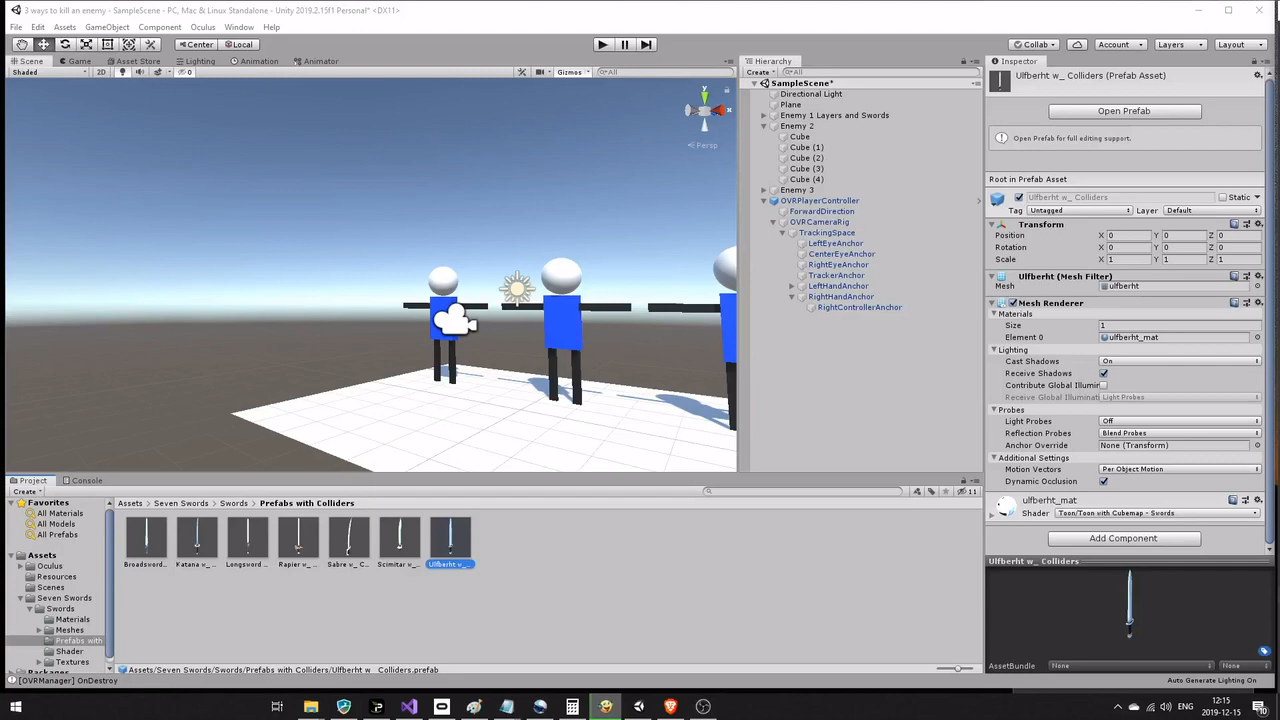 3 ways to kill an enemy - SampleScene - PC, Mac & Linux Standalone - Unity 2019.2.15f1 Personal* <DX11>
File Edit Assets GameObject Component Oculus Window Help
Center Local Collab Account Layers Layout
Scene Game Asset Store Lighting Animation Animator
Shaded 2D 0 Gizmos All
y
x
Persp
Hierarchy
Create All
SampleScene*
Directional Light
Plane
Enemy 1 Layers and Swords
Enemy 2
Cube
Cube (1)
Cube (2)
Cube (3)
Cube (4)
Enemy 3
OVRPlayerController
ForwardDirection
OVRCameraRig
TrackingSpace
LeftEyeAnchor
CenterEyeAnchor
RightEyeAnchor
TrackerAnchor
LeftHandAnchor
RightHandAnchor
RightControllerAnchor
Inspector
Ulfberht w_ Colliders (Prefab Asset)
Open Prefab
Open Prefab for full editing support.
Root in Prefab Asset
Ulfberht w_ Colliders Static
Tag Untagged Layer Default
Transform
Position X 0 Y 0 Z 0
Rotation X 0 Y 0 Z 0
Scale X 1 Y 1 Z 1
Ulfberht (Mesh Filter)
Mesh ulfberht
Mesh Renderer
Materials
Size 1
Element 0 ulfberht_mat
Lighting
Cast Shadows On
Receive Shadows
Contribute Global Illumin
Receive Global Illuminati Light Probes
Probes
Light Probes Off
Reflection Probes Blend Probes
Anchor Override None (Transform)
Additional Settings
Motion Vectors Per Object Motion
Dynamic Occlusion
ulfberht_mat
Shader Toon/Toon with Cubemap - Swords
Add Component
Ulfberht w_ Colliders
AssetBundle None None
Auto Generate Lighting On
Project Console
Create 11
Favorites
All Materials
All Models
All Prefabs
Assets
Oculus
Resources
Scenes
Seven Swords
Swords
Materials
Meshes
Prefabs with
Shader
Textures
Assets Seven Swords Swords Prefabs with Colliders
Broadsword... Katana w_... Longsword ... Rapier w_... Sabre w_ C... Scimitar w_... Ulfberht w_...
Assets/Seven Swords/Swords/Prefabs with Colliders/Ulfberht w_ Colliders.prefab
[OVRManager] OnDestroy
ENG
12:15
2019-12-15
10